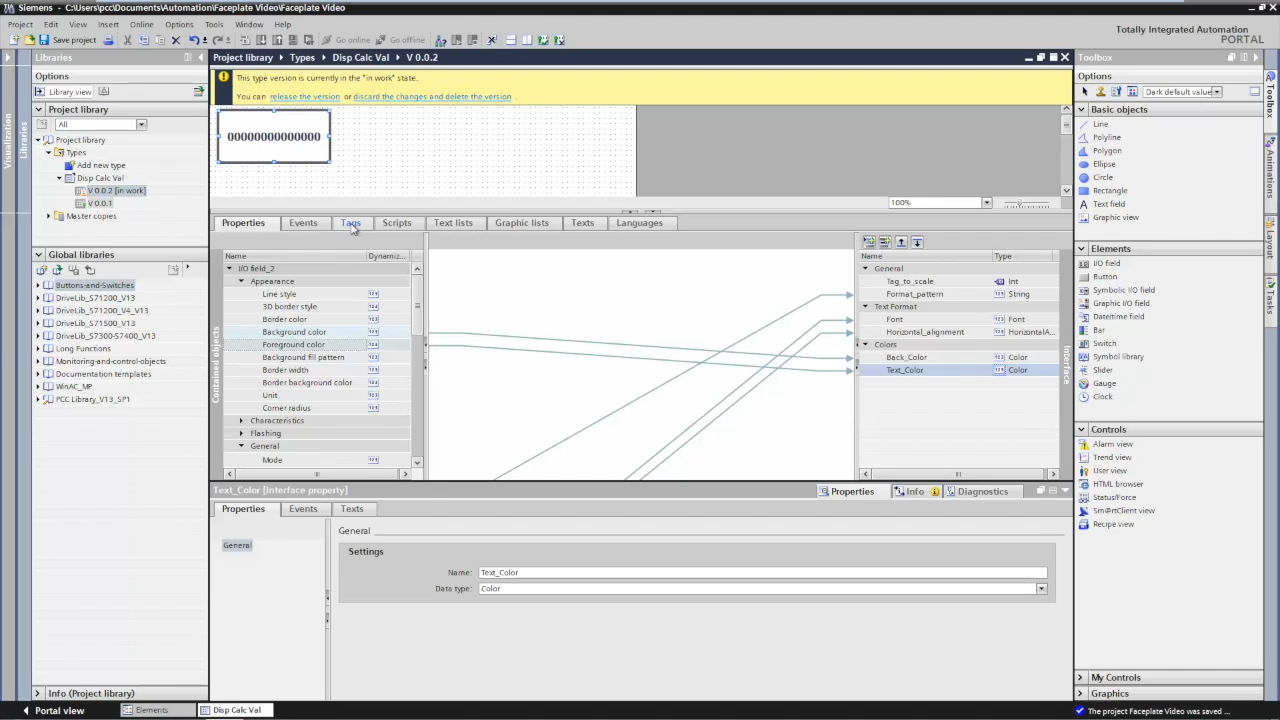 Siemens - C:\Users\pcc\Documents\Automation\Faceplate Video\Faceplate Video
Project Edit View Insert Online Options Tools Window Help
Save project Go online Go offline
Totally Integrated Automation
PORTAL
Libraries
Options
Library view
Project library
All
Project library
Types
Add new type
Disp Calc Val
V 0.0.2 [in work]
V 0.0.1
Master copies
Global libraries
Buttons-and-Switches
DriveLib_S71200_V13
DriveLib_S71200_V4_V13
DriveLib_S71500_V13
DriveLib_S7300-S7400_V13
Long Functions
Monitoring-and-control-objects
Documentation templates
WinAC_MP
PCC Library_V13_SP1
Info (Project library)
Visualization
Libraries
Project library Types Disp Calc Val V 0.0.2
This type version is currently in the "in work" state.
You can release the version or discard the changes and delete the version .
00000000000000
100%
Properties Events Tags Scripts Text lists Graphic lists Texts Languages
Contained objects
Name Dynamiz...
I/O field_2
Appearance
Line style
3D border style
Border color
Background color
Foreground color
Background fill pattern
Border width
Border background color
Unit
Corner radius
Characteristics
Flashing
General
Mode
Name Type
General
Tag_to_scale Int
Format_pattern String
Text Format
Font Font
Horizontal_alignment HorizontalA...
Colors
Back_Color Color
Text_Color Color
Interface
Text_Color [Interface property]
Properties Info Diagnostics
Properties Events Texts
General
General
Settings
Name: Text_Color
Data type: Color
Toolbox
Options
Dark default value
Basic objects
Line
Polyline
Polygon
Ellipse
Circle
Rectangle
Text field
Graphic view
Elements
I/O field
Button
Symbolic I/O field
Graphic I/O field
Date/time field
Bar
Switch
Symbol library
Slider
Gauge
Clock
Controls
Alarm view
Trend view
User view
HTML browser
Status/Force
Sm@rtClient view
Recipe view
My Controls
Graphics
Toolbox
Animations
Layout
Tasks
Portal view Elements Disp Calc Val
The project Faceplate Video was saved ...